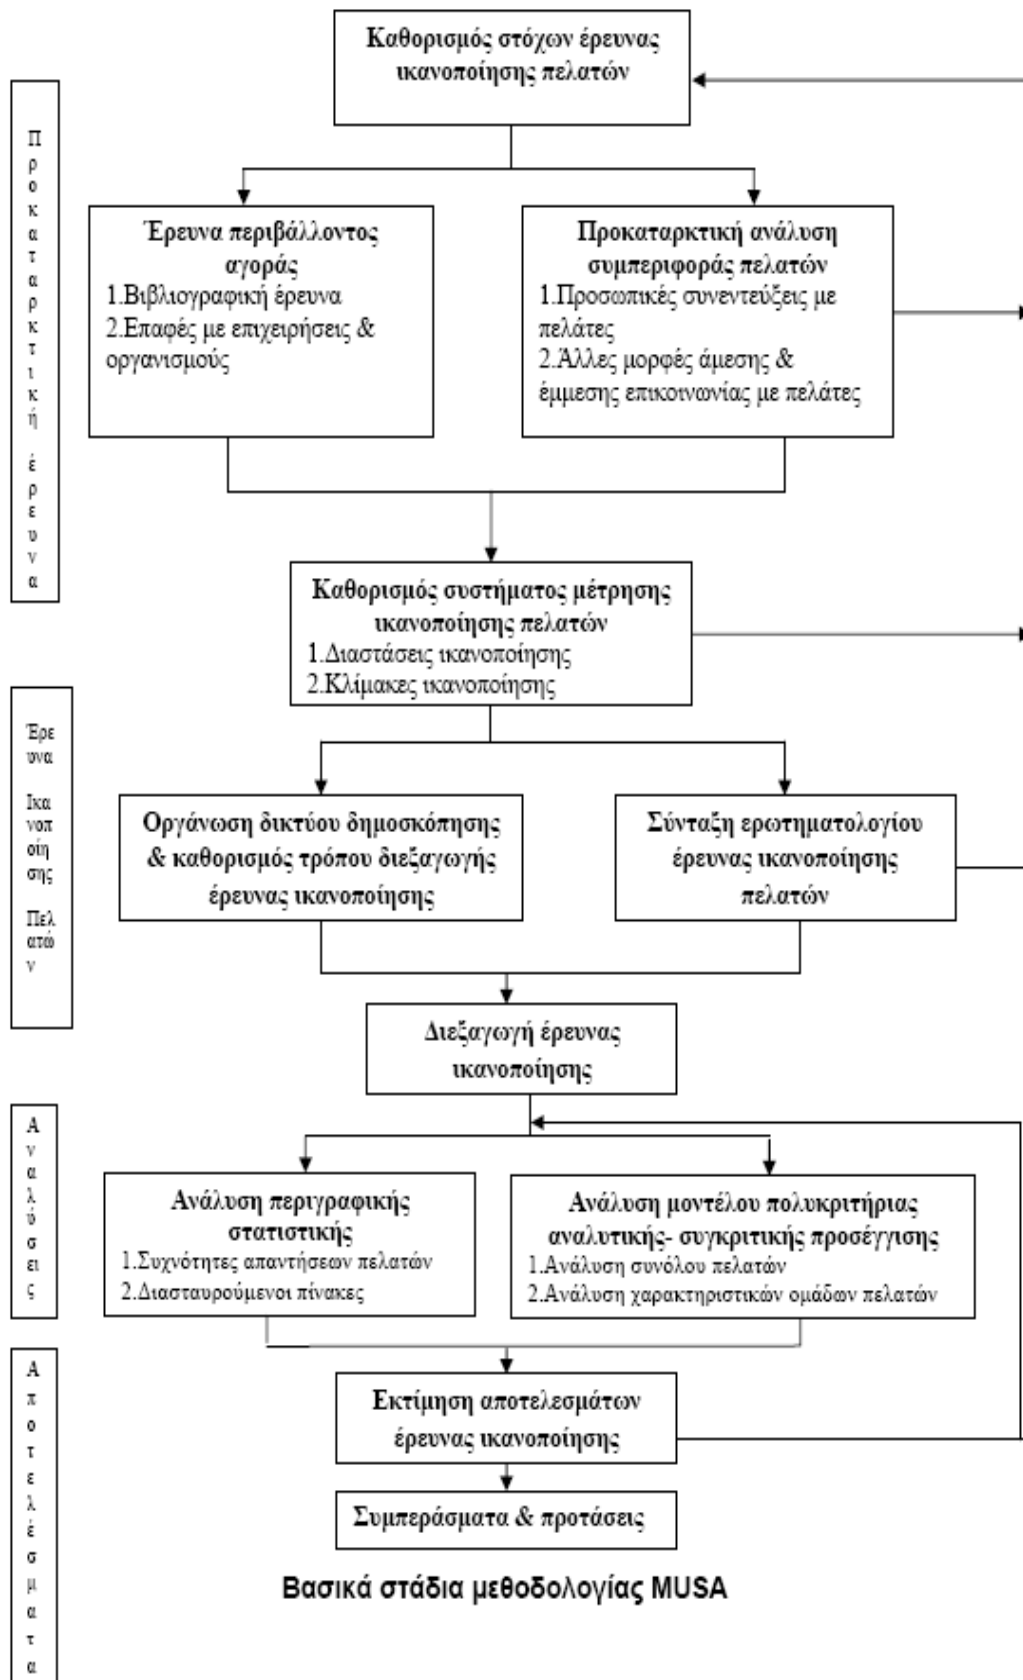 Καθορισμός στόχων έρευνας
ικανοποίησης πελατών
Π
ρ
ο
κ
α
τ
α
ρ
κ
τ
ι
κ
ή
έ
ρ
ε
υ
ν
α
Έρευνα περιβάλλοντος
αγοράς
1.Βιβλιογραφική έρευνα
2.Επαφές με επιχειρήσεις &
οργανισμούς
Προκαταρκτική ανάλυση
συμπεριφοράς πελατών
1.Προσωπικές συνεντεύξεις με
πελάτες
2.Άλλες μορφές άμεσης &
έμμεσης επικοινωνίας με πελάτες
Καθορισμός συστήματος μέτρησης
ικανοποίησης πελατών
1.Διαστάσεις ικανοποίησης
2.Κλίμακες ικανοποίησης
Έρε
υνα
Ικα
νοπ
οίη
σης
Πελ
ατώ
ν
Οργάνωση δικτύου δημοσκόπησης
& καθορισμός τρόπου διεξαγωγής
έρευνας ικανοποίησης
Σύνταξη ερωτηματολογίου
έρευνας ικανοποίησης
πελατών
Διεξαγωγή έρευνας
ικανοποίησης
Α
ν
α
λ
ύ
σ
ει
ς
Ανάλυση περιγραφικής
στατιστικής
1.Συχνότητες απαντήσεων πελατών
2.Διασταυρούμενοι πίνακες
Ανάλυση μοντέλου πολυκριτήριας
αναλυτικής- συγκριτικής προσέγγισης
1.Ανάλυση συνόλου πελατών
2.Ανάλυση χαρακτηριστικών ομάδων πελατών
Α
π
ο
τ
ε
λ
έ
σ
μ
α
τ
α
Εκτίμηση αποτελεσμάτων
έρευνας ικανοποίησης
Συμπεράσματα & προτάσεις
Βασικά στάδια μεθοδολογίας MUSA